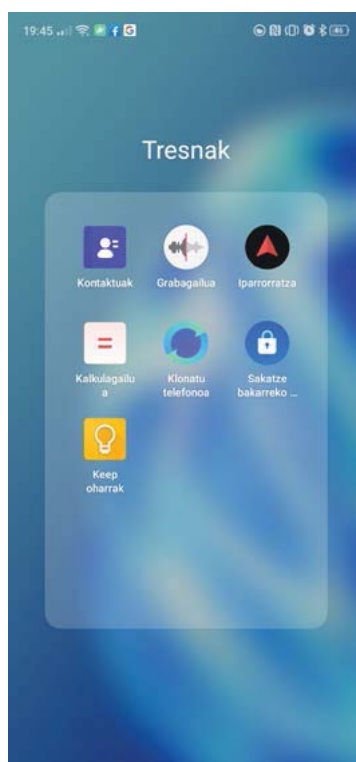 19:45
Tresnak
Kontaktuak
Grabagailua
Iparrorratza
Kalkulagailu
a
Klonatu
telefonoa
Sakatze
bakarreko ...
Keep
oharrak